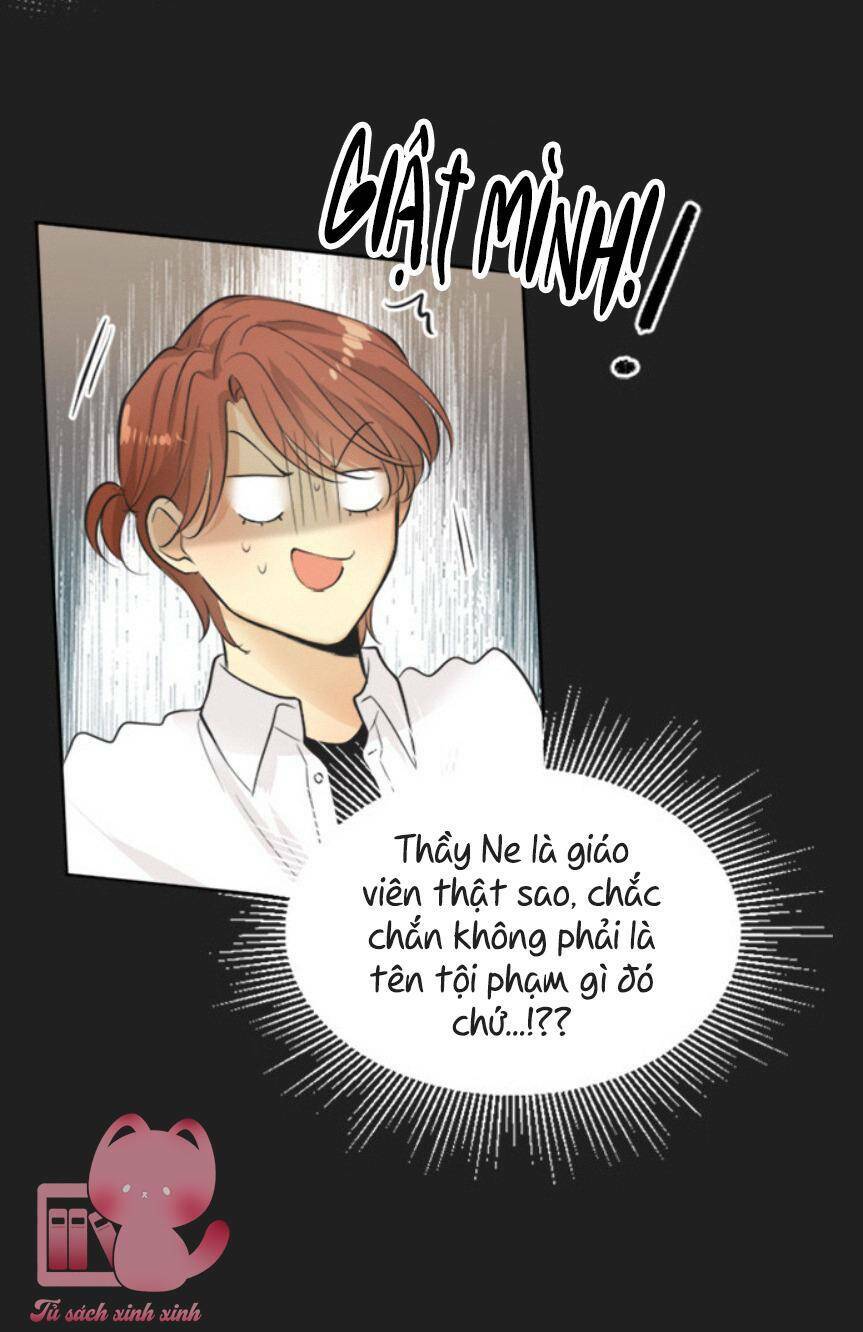 GIẬT MÌNH!!
Thầy Ne là giáo
viên thật sao, chắc
chắn không phải là
tên tội phạm gì đó
chứ...!??
Tủ sách xinh xinh